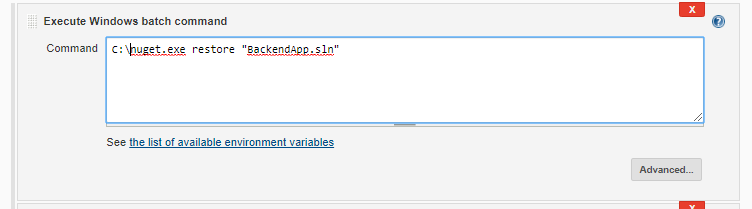 X
Execute Windows batch command
Command
C:\nuget.exe restore "BackendApp.sln"
See the list of available environment variables
Advanced...
X